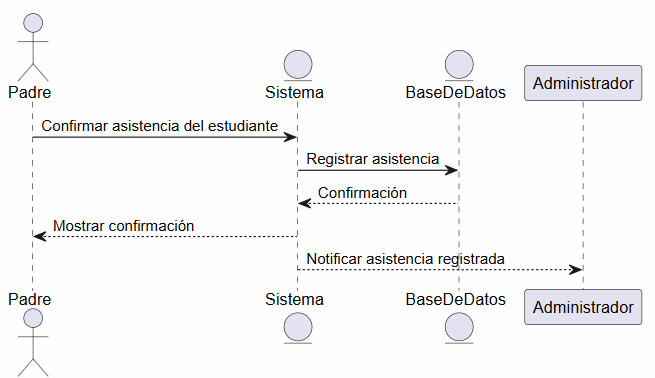 Padre
Sistema
BaseDeDatos
Administrador
Confirmar asistencia del estudiante
Registrar asistencia
Confirmación
Mostrar confirmación
Notificar asistencia registrada
Padre
Sistema
BaseDeDatos
Administrador